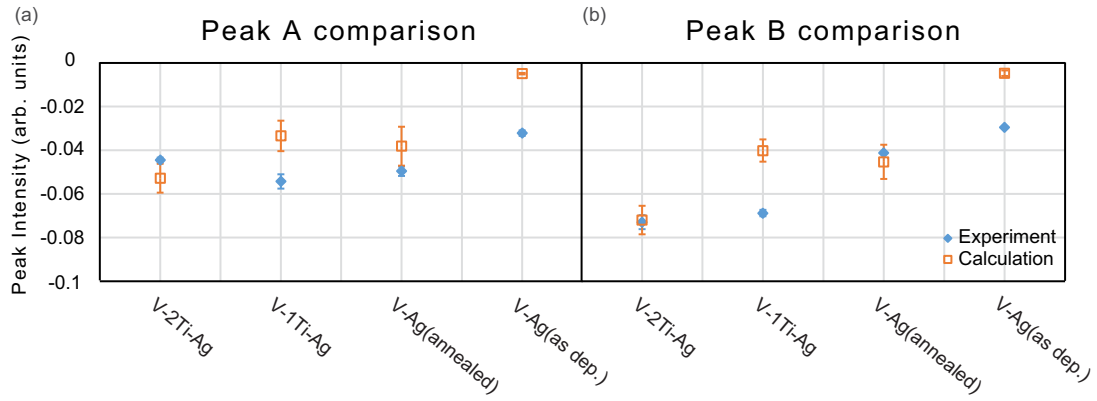 (a)
Peak A comparison
(b)
Peak B comparison
Peak Intensity (arb. units)
0
-0.02
-0.04
-0.06
-0.08
-0.1
Experiment
Calculation
V-2Ti-Ag
V-1Ti-Ag
V-Ag(annealed)
V-Ag(as dep.)
V-2Ti-Ag
V-1Ti-Ag
V-Ag(annealed)
V-Ag(as dep.)